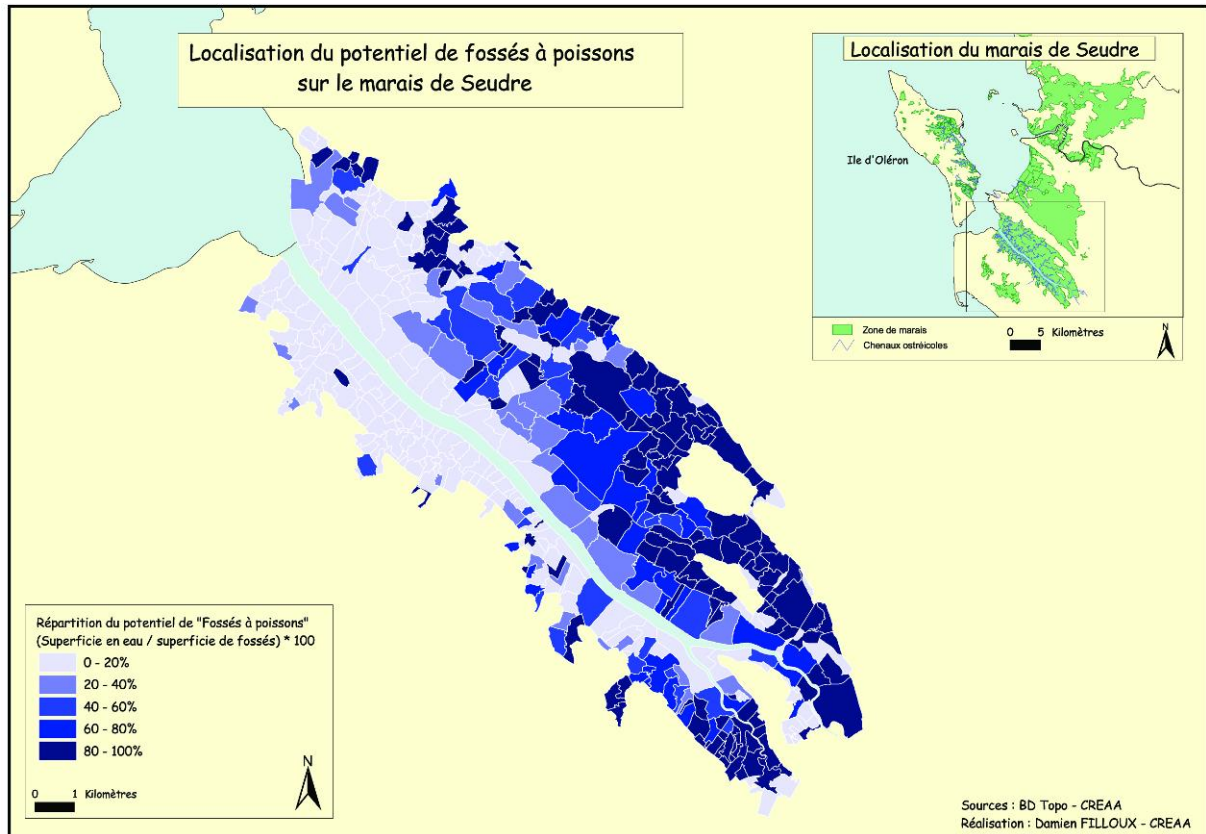 Localisation du potentiel de fossés à poissons
sur le marais de Seudre
Localisation du marais de Seudre
Ile d'Oléron
Zone de marais
Chenaux ostréicoles
0 5 Kilomètres
N
Répartition du potentiel de "Fossés à poissons"
(Superficie en eau / superficie de fossés) * 100
0 - 20%
20 - 40%
40 - 60%
60 - 80%
80 - 100%
N
0 1 Kilomètres
Sources : BD Topo - CREAA
Réalisation : Damien FILLOUX - CREAA